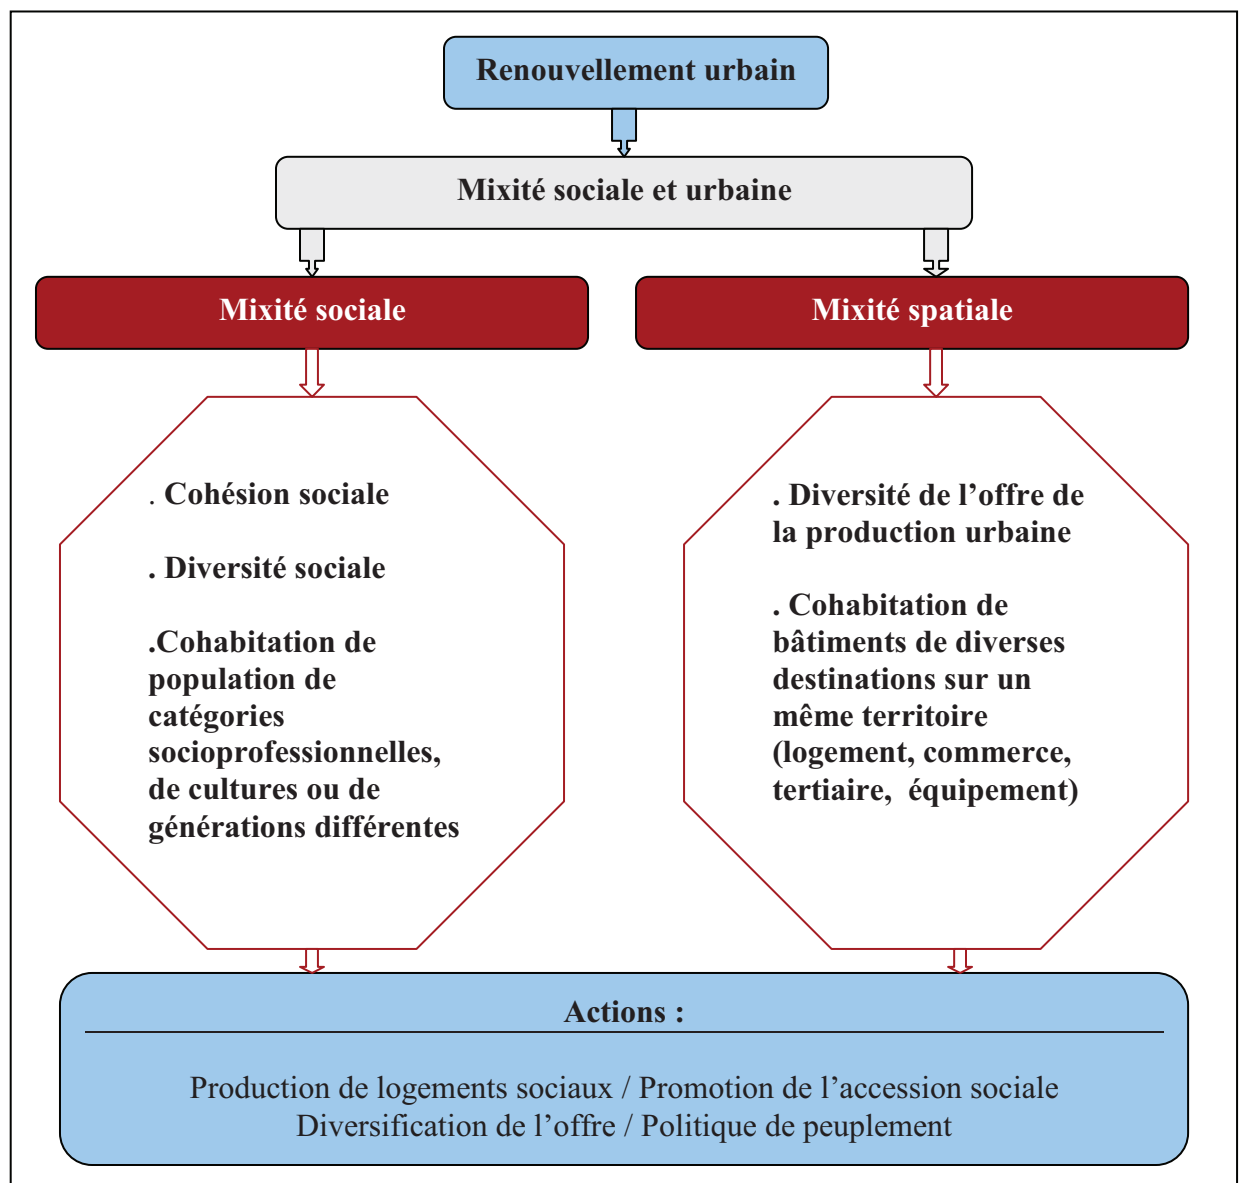 Renouvellement urbain
Mixité sociale et urbaine
Mixité sociale
Mixité spatiale
. Cohésion sociale
. Diversité sociale
.Cohabitation de
population de
catégories
socioprofessionnelles,
de cultures ou de
générations différentes
. Diversité de l’offre de
la production urbaine
. Cohabitation de
bâtiments de diverses
destinations sur un
même territoire
(logement, commerce,
tertiaire,  équipement)
Actions :
Production de logements sociaux / Promotion de l’accession sociale
Diversification de l’offre / Politique de peuplement